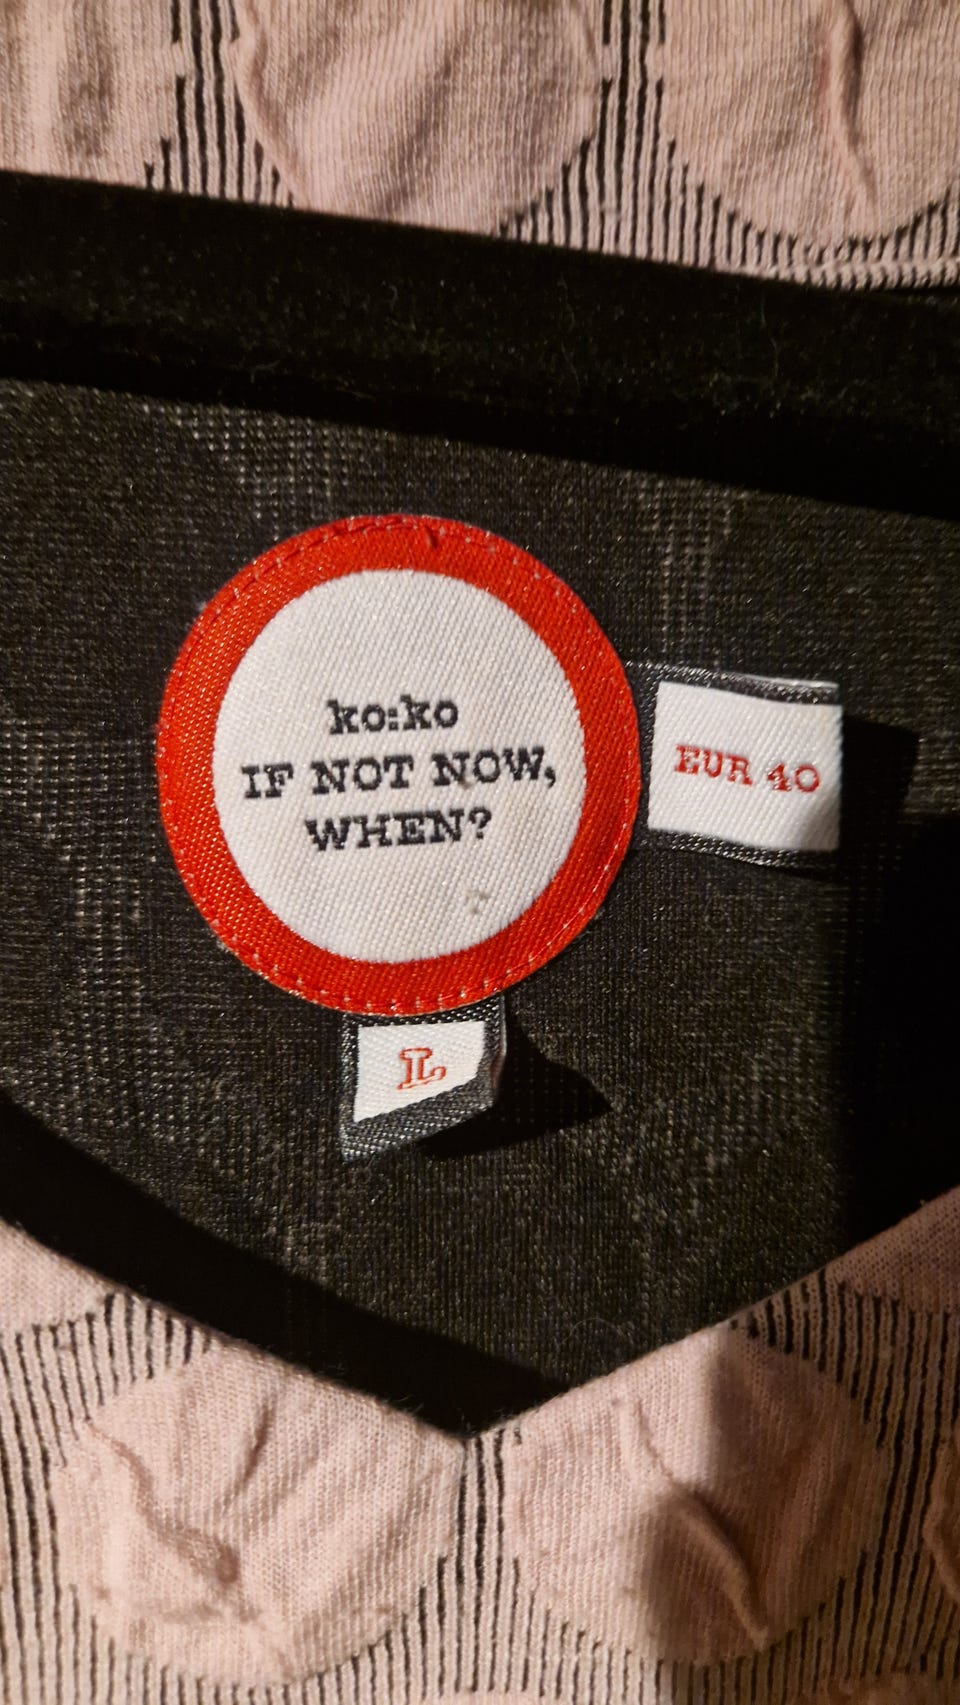 ko:ko
IF NOT NOW,
WHEN?
EUR 40
L